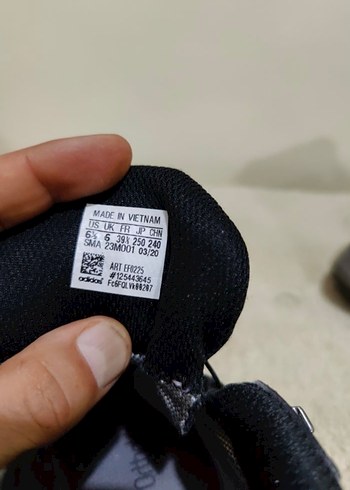 MADE IN VIETNAM
US UK FR JP CHN
6½ 6 39⅓ 250 240
SMA 23M001 03/20
ART EF0225
#125443645
adidas